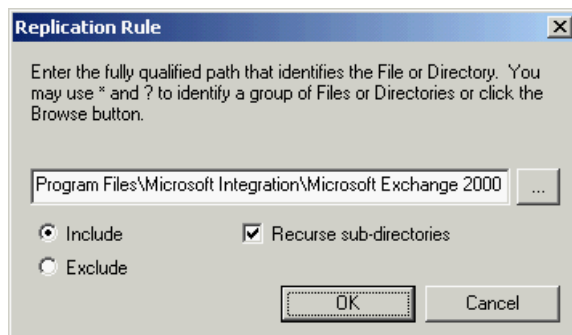 Replication Rule
Enter the fully qualified path that identifies the File or Directory. You
may use * and ? to identify a group of Files or Directories or click the
Browse button.
Program Files\Microsoft Integration\Microsoft Exchange 2000
...
Include
Recurse sub-directories
Exclude
OK
Cancel